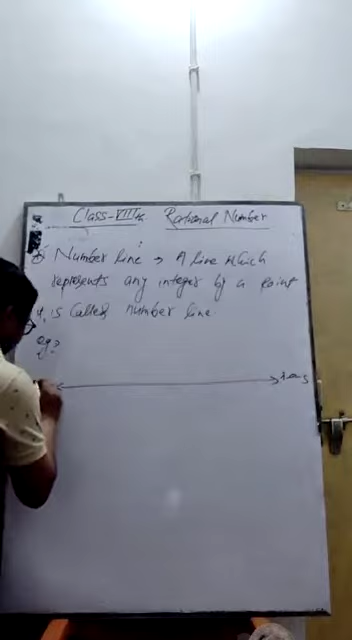 Class-VIIIth Rational Number
Number line → A line which
represents any integer by a point
is called number line.
eg: